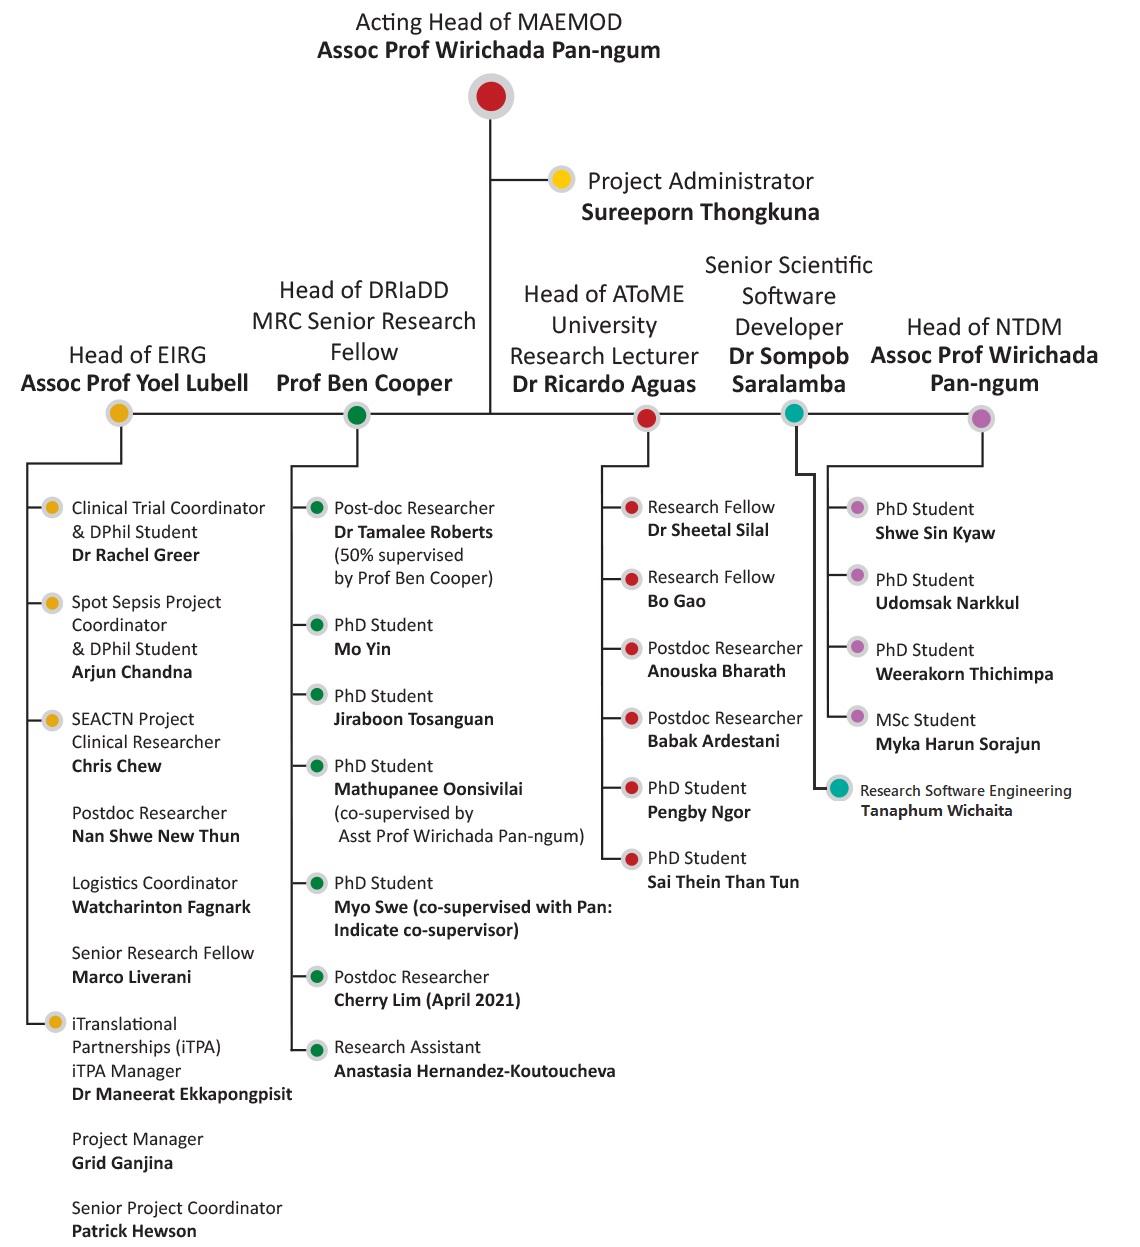 Acting Head of MAEMOD
Assoc Prof Wirichada Pan-ngum
Project Administrator
Sureeporn Thongkuna
Head of EIRG
Assoc Prof Yoel Lubell
Head of DRIaDD
MRC Senior Research
Fellow
Prof Ben Cooper
Head of AToME
University
Research Lecturer
Dr Ricardo Aguas
Senior Scientific
Software
Developer
Dr Sompob
Saralamba
Head of NTDM
Assoc Prof Wirichada
Pan-ngum
Clinical Trial Coordinator
& DPhil Student
Dr Rachel Greer
Spot Sepsis Project
Coordinator
& DPhil Student
Arjun Chandna
SEACTN Project
Clinical Researcher
Chris Chew
Postdoc Researcher
Nan Shwe New Thun
Logistics Coordinator
Watcharinton Fagnark
Senior Research Fellow
Marco Liverani
iTranslational
Partnerships (iTPA)
iTPA Manager
Dr Maneerat Ekkapongpisit
Project Manager
Grid Ganjina
Senior Project Coordinator
Patrick Hewson
Post-doc Researcher
Dr Tamalee Roberts
(50% supervised
by Prof Ben Cooper)
PhD Student
Mo Yin
PhD Student
Jiraboon Tosanguan
PhD Student
Mathupanee Oonsivilai
(co-supervised by
Asst Prof Wirichada Pan-ngum)
PhD Student
Myo Swe (co-supervised with Pan:
Indicate co-supervisor)
Postdoc Researcher
Cherry Lim (April 2021)
Research Assistant
Anastasia Hernandez-Koutoucheva
Research Fellow
Dr Sheetal Silal
Research Fellow
Bo Gao
Postdoc Researcher
Anouska Bharath
Postdoc Researcher
Babak Ardestani
PhD Student
Pengby Ngor
PhD Student
Sai Thein Than Tun
PhD Student
Shwe Sin Kyaw
PhD Student
Udomsak Narkkul
PhD Student
Weerakorn Thichimpa
MSc Student
Myka Harun Sorajun
Research Software Engineering
Tanaphum Wichaita